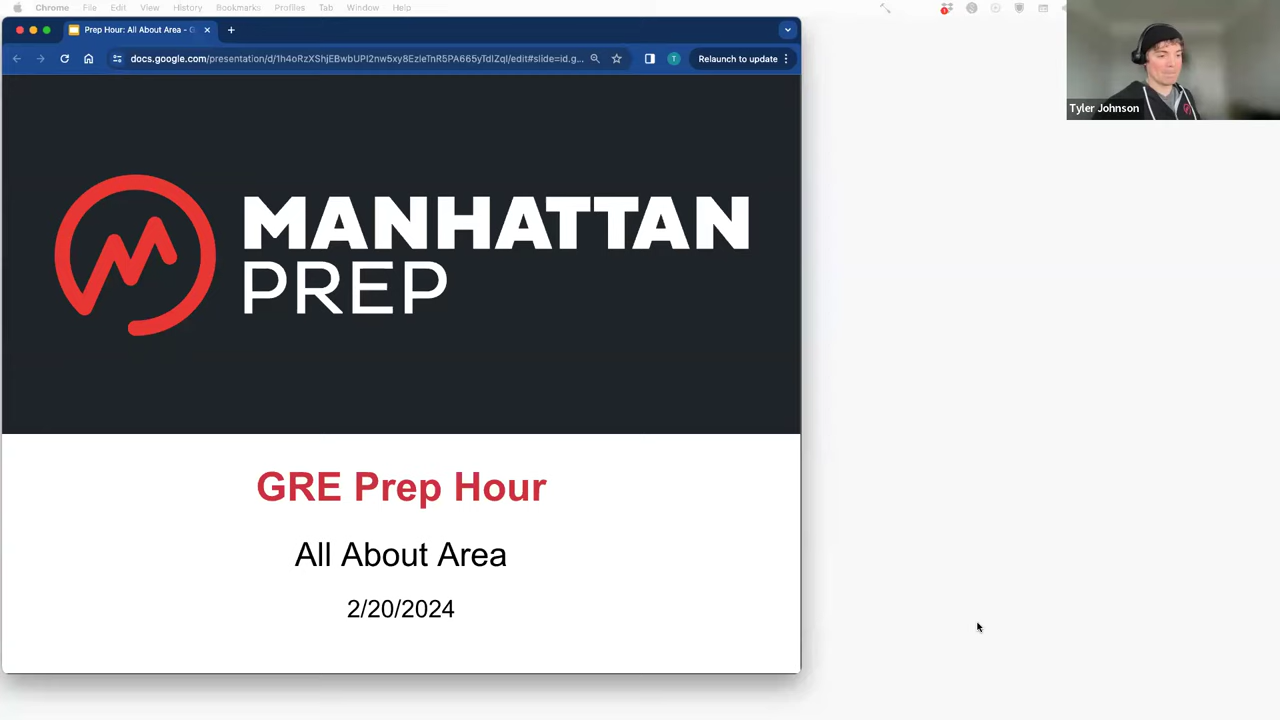 Chrome File Edit View History Bookmarks Profiles Tab Window Help
Prep Hour: All About Area - G
docs.google.com/presentation/d/1h4oRzXShjEBwbUPI2nw5xy8EzIeTnR5PA665yTdIZqI/edit#slide=id.g...
T
Relaunch to update
Tyler Johnson
MANHATTAN
PREP
GRE Prep Hour
All About Area
2/20/2024